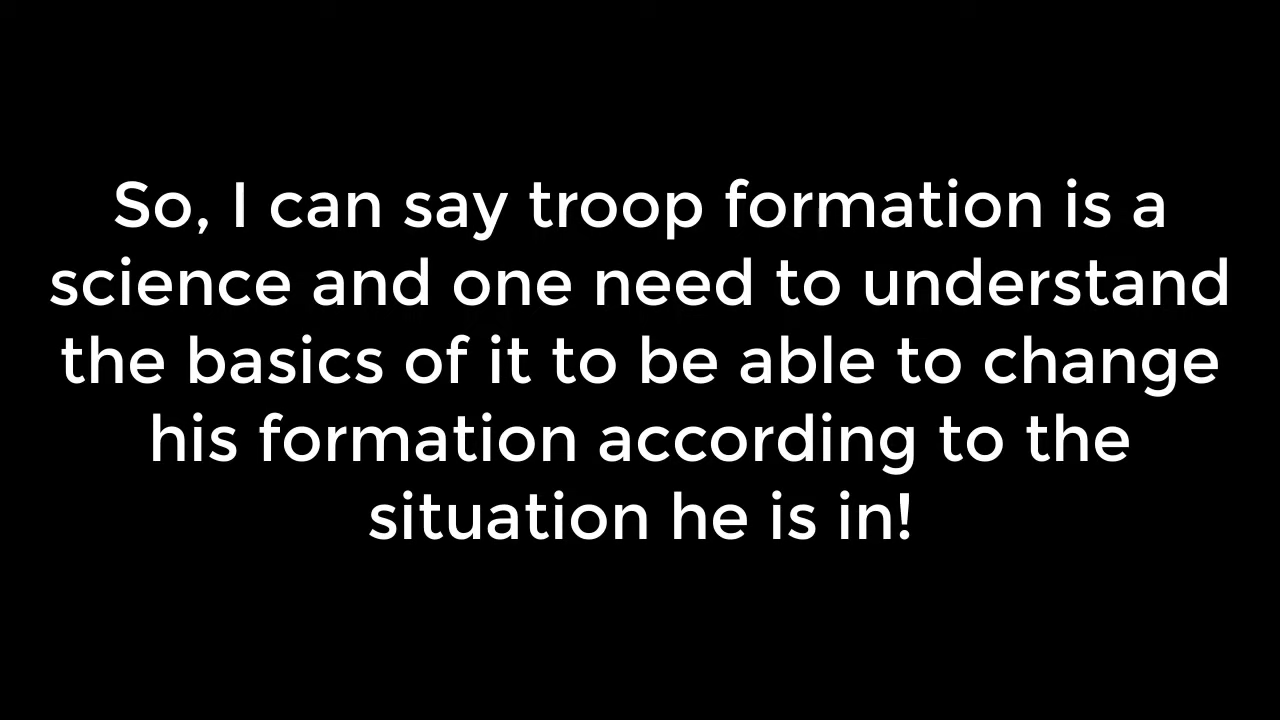 So, I can say troop formation is a
science and one need to understand
the basics of it to be able to change
his formation according to the
situation he is in!